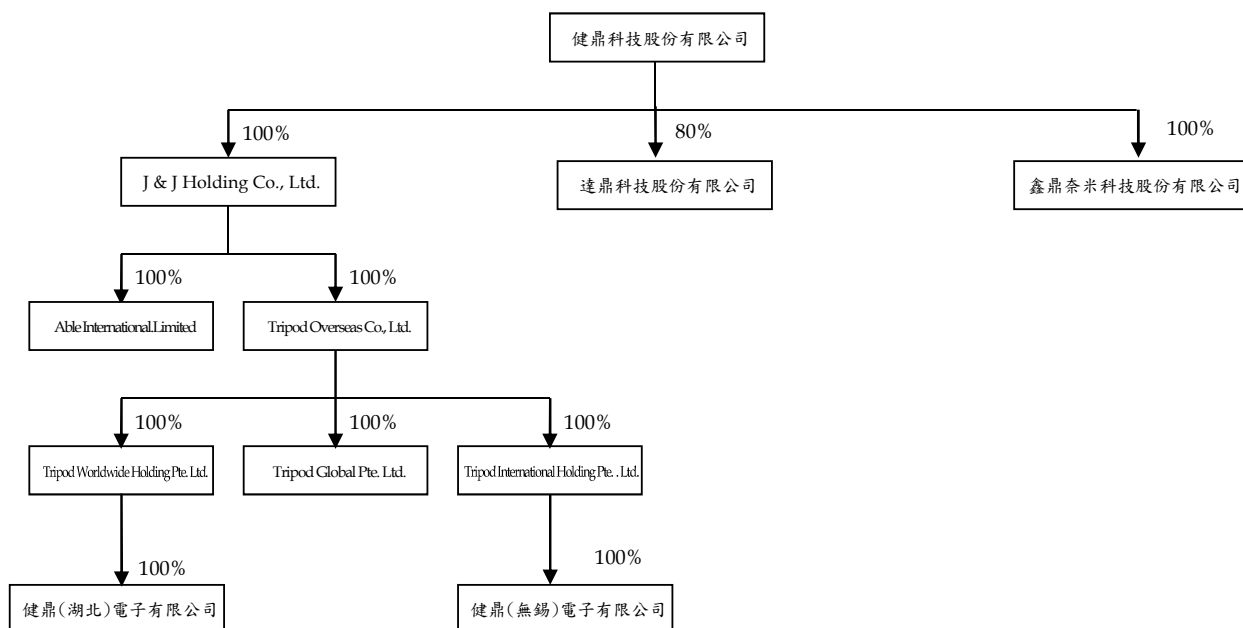 健鼎科技股份有限公司
100%
80%
100%
J & J Holding Co., Ltd.
達鼎科技股份有限公司
鑫鼎奈米科技股份有限公司
100%
100%
Able International.Limited
Tripod Overseas Co., Ltd.
100%
100%
100%
Tripod Worldwide Holding Pte. Ltd.
Tripod Global Pte. Ltd.
Tripod International Holding Pte. . Ltd.
100%
100%
健鼎(湖北)電子有限公司
健鼎(無錫)電子有限公司